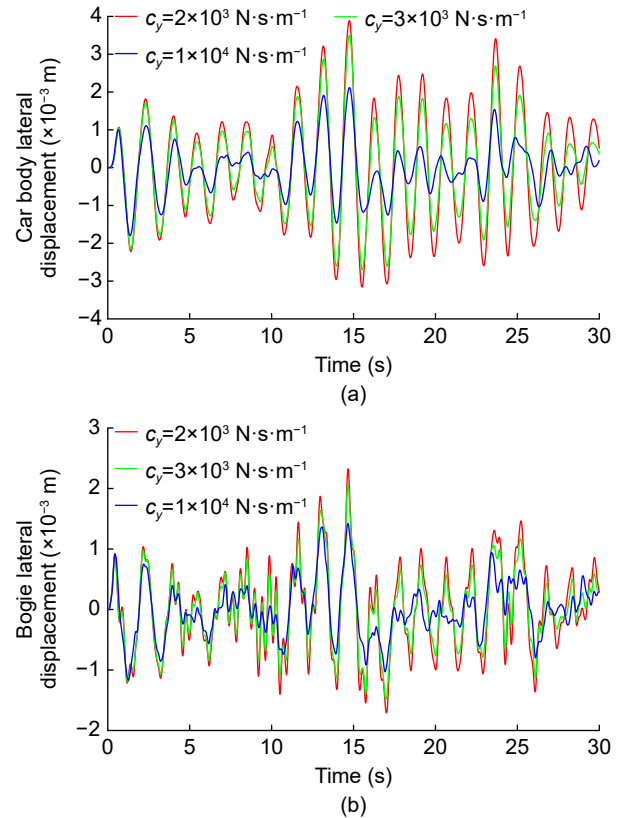 c_y=2×10³ N·s·m⁻¹ c_y=3×10³ N·s·m⁻¹
c_y=1×10⁴ N·s·m⁻¹
Car body lateral
displacement (×10⁻³ m)
4
3
2
1
0
−1
−2
−3
−4
0 5 10 15 20 25 30
Time (s)
(a)
c_y=2×10³ N·s·m⁻¹
c_y=3×10³ N·s·m⁻¹
c_y=1×10⁴ N·s·m⁻¹
Bogie lateral
displacement (×10⁻³ m)
3
2
1
0
−1
−2
0 5 10 15 20 25 30
Time (s)
(b)